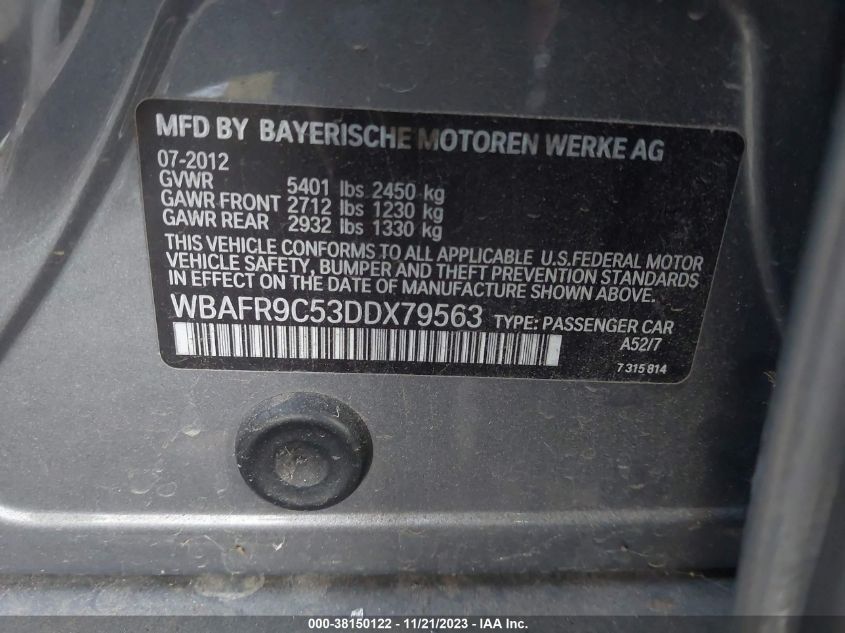 MFD BY BAYERISCHE MOTOREN WERKE AG
07-2012
GVWR 5401 lbs 2450 kg
GAWR FRONT 2712 lbs 1230 kg
GAWR REAR 2932 lbs 1330 kg
THIS VEHICLE CONFORMS TO ALL APPLICABLE U.S.FEDERAL MOTOR
VEHICLE SAFETY, BUMPER AND THEFT PREVENTION STANDARDS
IN EFFECT ON THE DATE OF MANUFACTURE SHOWN ABOVE.
WBAFR9C53DDX79563 TYPE: PASSENGER CAR
A52/7
7 315 814
000-38150122 - 11/21/2023 - IAAI.com